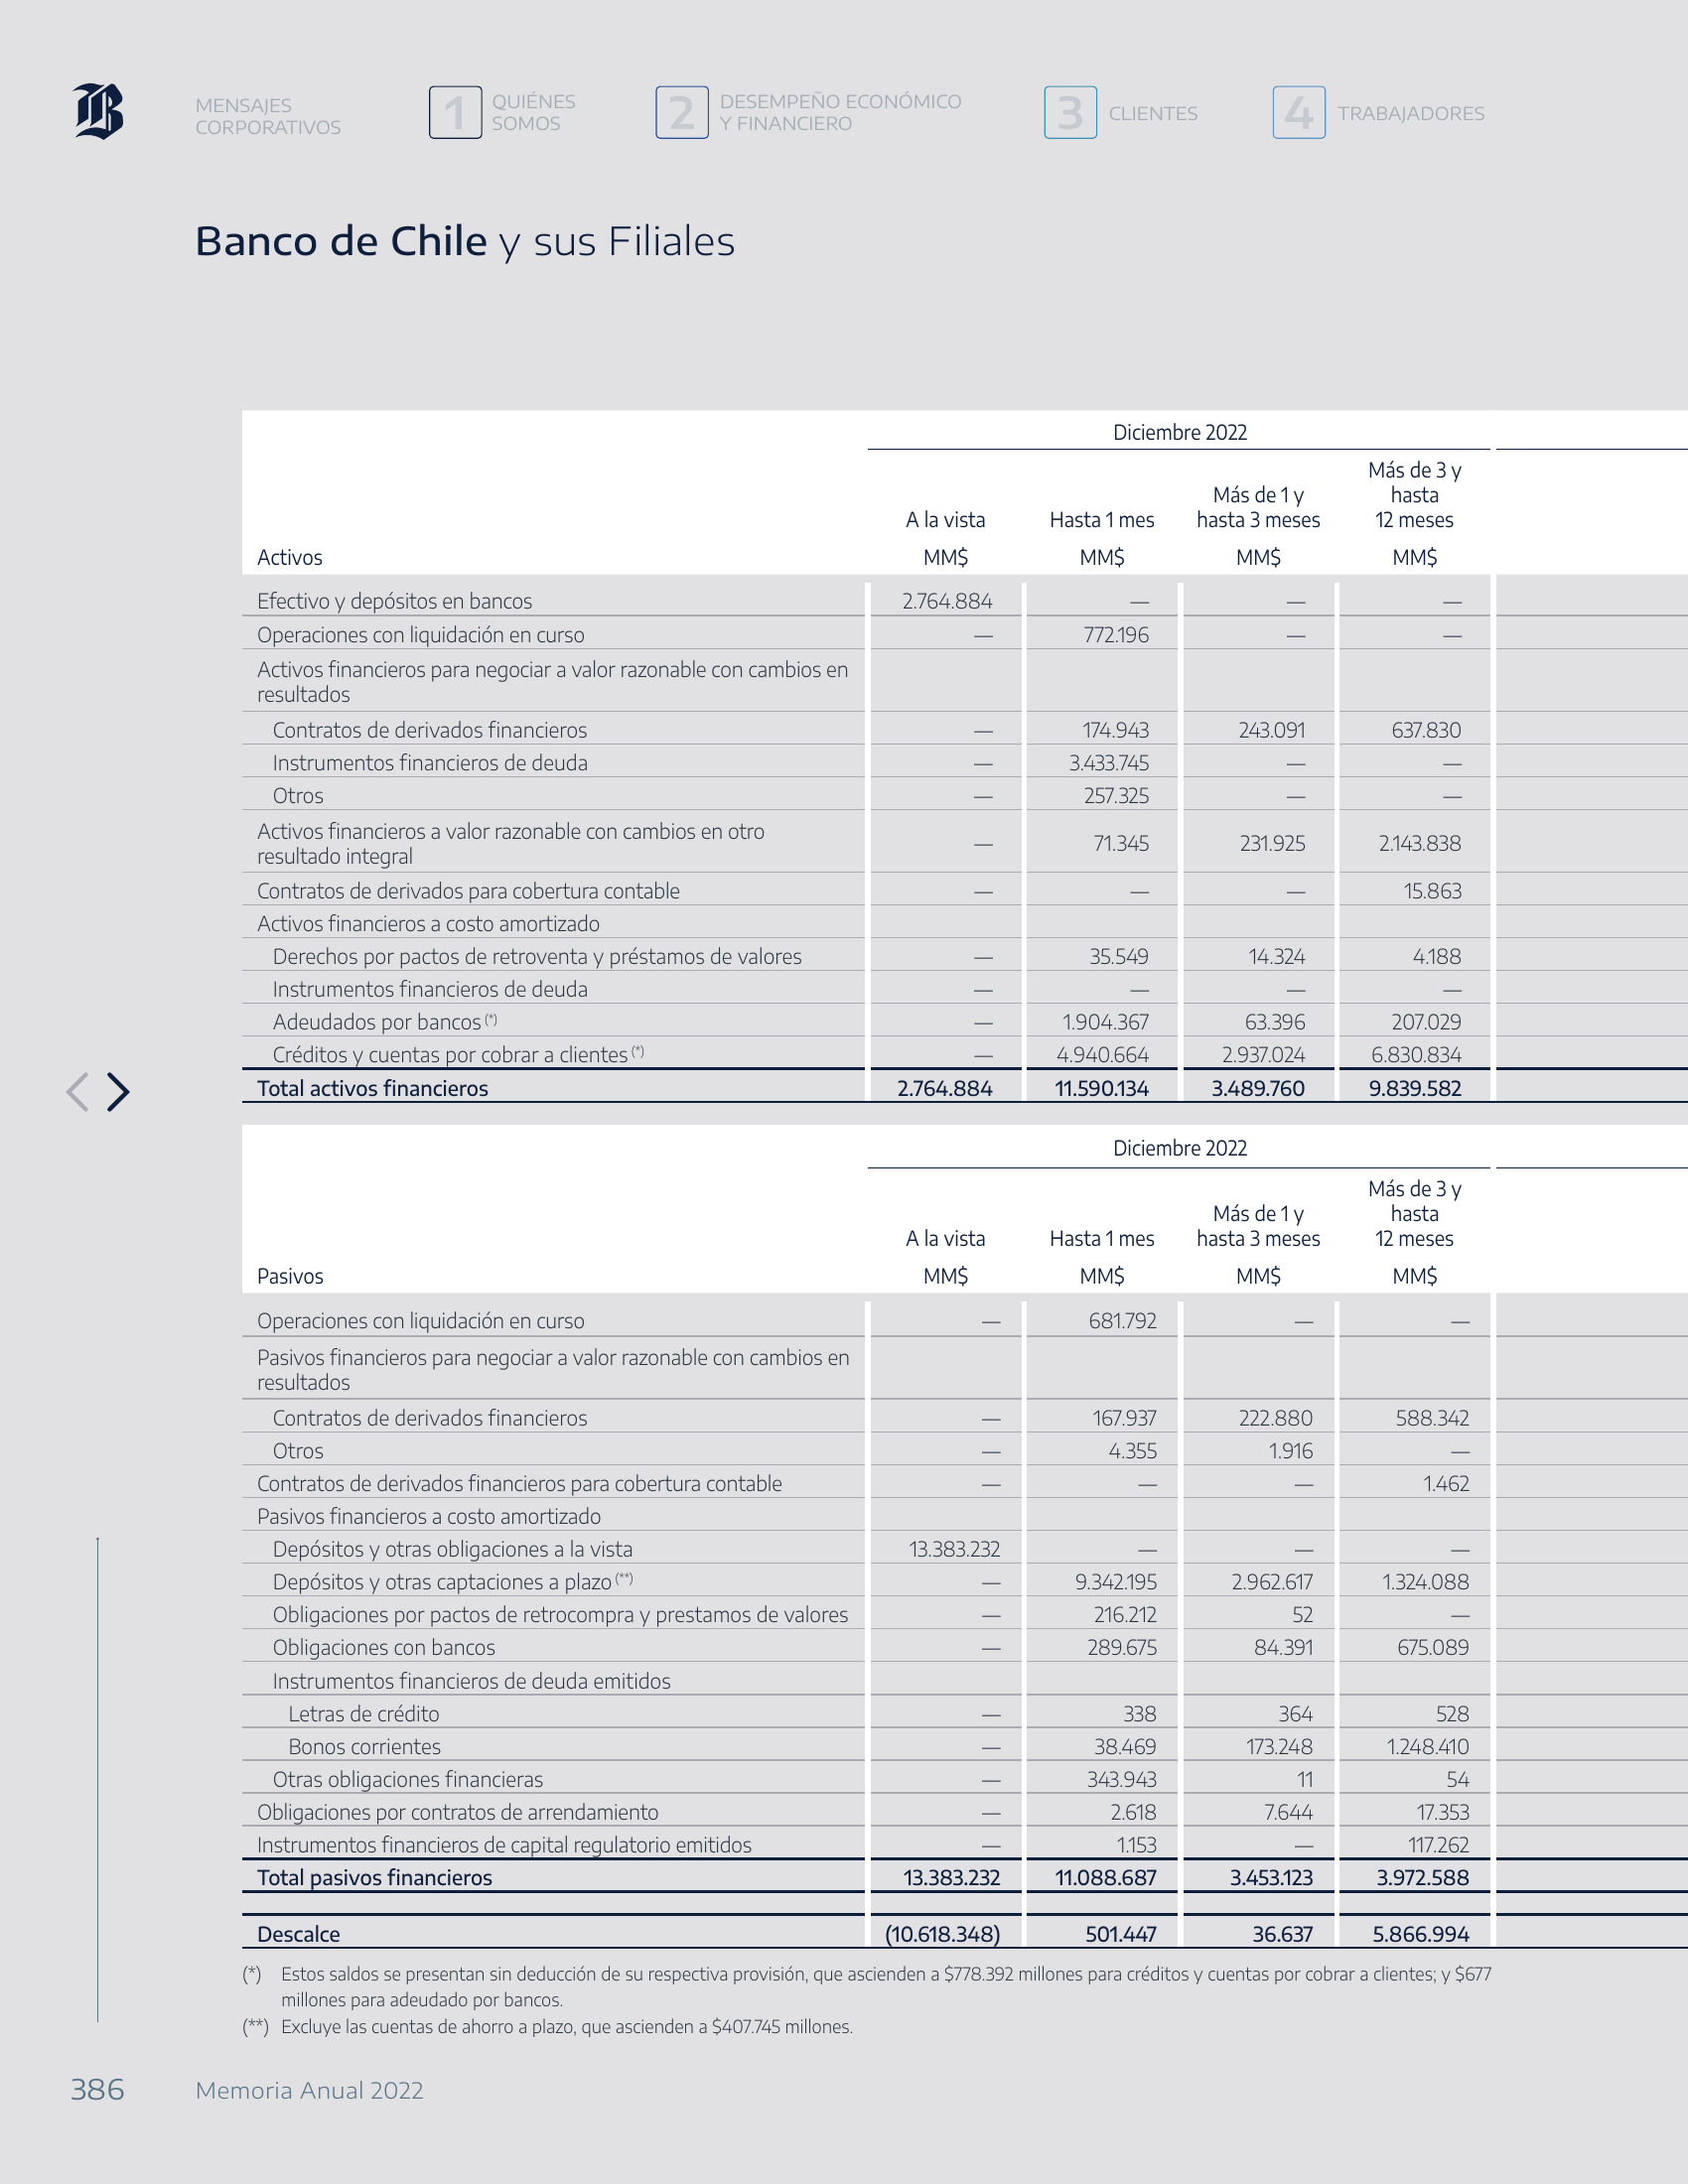 MENSAJES
CORPORATIVOS
1 QUIÉNES
SOMOS
2 DESEMPEÑO ECONÓMICO
Y FINANCIERO
3 CLIENTES
4 TRABAJADORES
Banco de Chile y sus Filiales
Diciembre 2022
Activos
A la vista
MM$
Hasta 1 mes
MM$
Más de 1 y
hasta 3 meses
MM$
Más de 3 y
hasta
12 meses
MM$
Efectivo y depósitos en bancos 2.764.884 — — —
Operaciones con liquidación en curso — 772.196 — —
Activos financieros para negociar a valor razonable con cambios en
resultados
Contratos de derivados financieros — 174.943 243.091 637.830
Instrumentos financieros de deuda — 3.433.745 — —
Otros — 257.325 — —
Activos financieros a valor razonable con cambios en otro
resultado integral — 71.345 231.925 2.143.838
Contratos de derivados para cobertura contable — — — 15.863
Activos financieros a costo amortizado
Derechos por pactos de retroventa y préstamos de valores — 35.549 14.324 4.188
Instrumentos financieros de deuda — — — —
Adeudados por bancos (*) — 1.904.367 63.396 207.029
Créditos y cuentas por cobrar a clientes (*) — 4.940.664 2.937.024 6.830.834
Total activos financieros 2.764.884 11.590.134 3.489.760 9.839.582
Diciembre 2022
Pasivos
A la vista
MM$
Hasta 1 mes
MM$
Más de 1 y
hasta 3 meses
MM$
Más de 3 y
hasta
12 meses
MM$
Operaciones con liquidación en curso — 681.792 — —
Pasivos financieros para negociar a valor razonable con cambios en
resultados
Contratos de derivados financieros — 167.937 222.880 588.342
Otros — 4.355 1.916 —
Contratos de derivados financieros para cobertura contable — — — 1.462
Pasivos financieros a costo amortizado
Depósitos y otras obligaciones a la vista 13.383.232 — — —
Depósitos y otras captaciones a plazo (**) — 9.342.195 2.962.617 1.324.088
Obligaciones por pactos de retrocompra y prestamos de valores — 216.212 52 —
Obligaciones con bancos — 289.675 84.391 675.089
Instrumentos financieros de deuda emitidos
Letras de crédito — 338 364 528
Bonos corrientes — 38.469 173.248 1.248.410
Otras obligaciones financieras — 343.943 11 54
Obligaciones por contratos de arrendamiento — 2.618 7.644 17.353
Instrumentos financieros de capital regulatorio emitidos — 1.153 — 117.262
Total pasivos financieros 13.383.232 11.088.687 3.453.123 3.972.588
Descalce (10.618.348) 501.447 36.637 5.866.994
(*) Estos saldos se presentan sin deducción de su respectiva provisión, que ascienden a $778.392 millones para créditos y cuentas por cobrar a clientes; y $677
millones para adeudado por bancos.
(**) Excluye las cuentas de ahorro a plazo, que ascienden a $407.745 millones.
386 Memoria Anual 2022